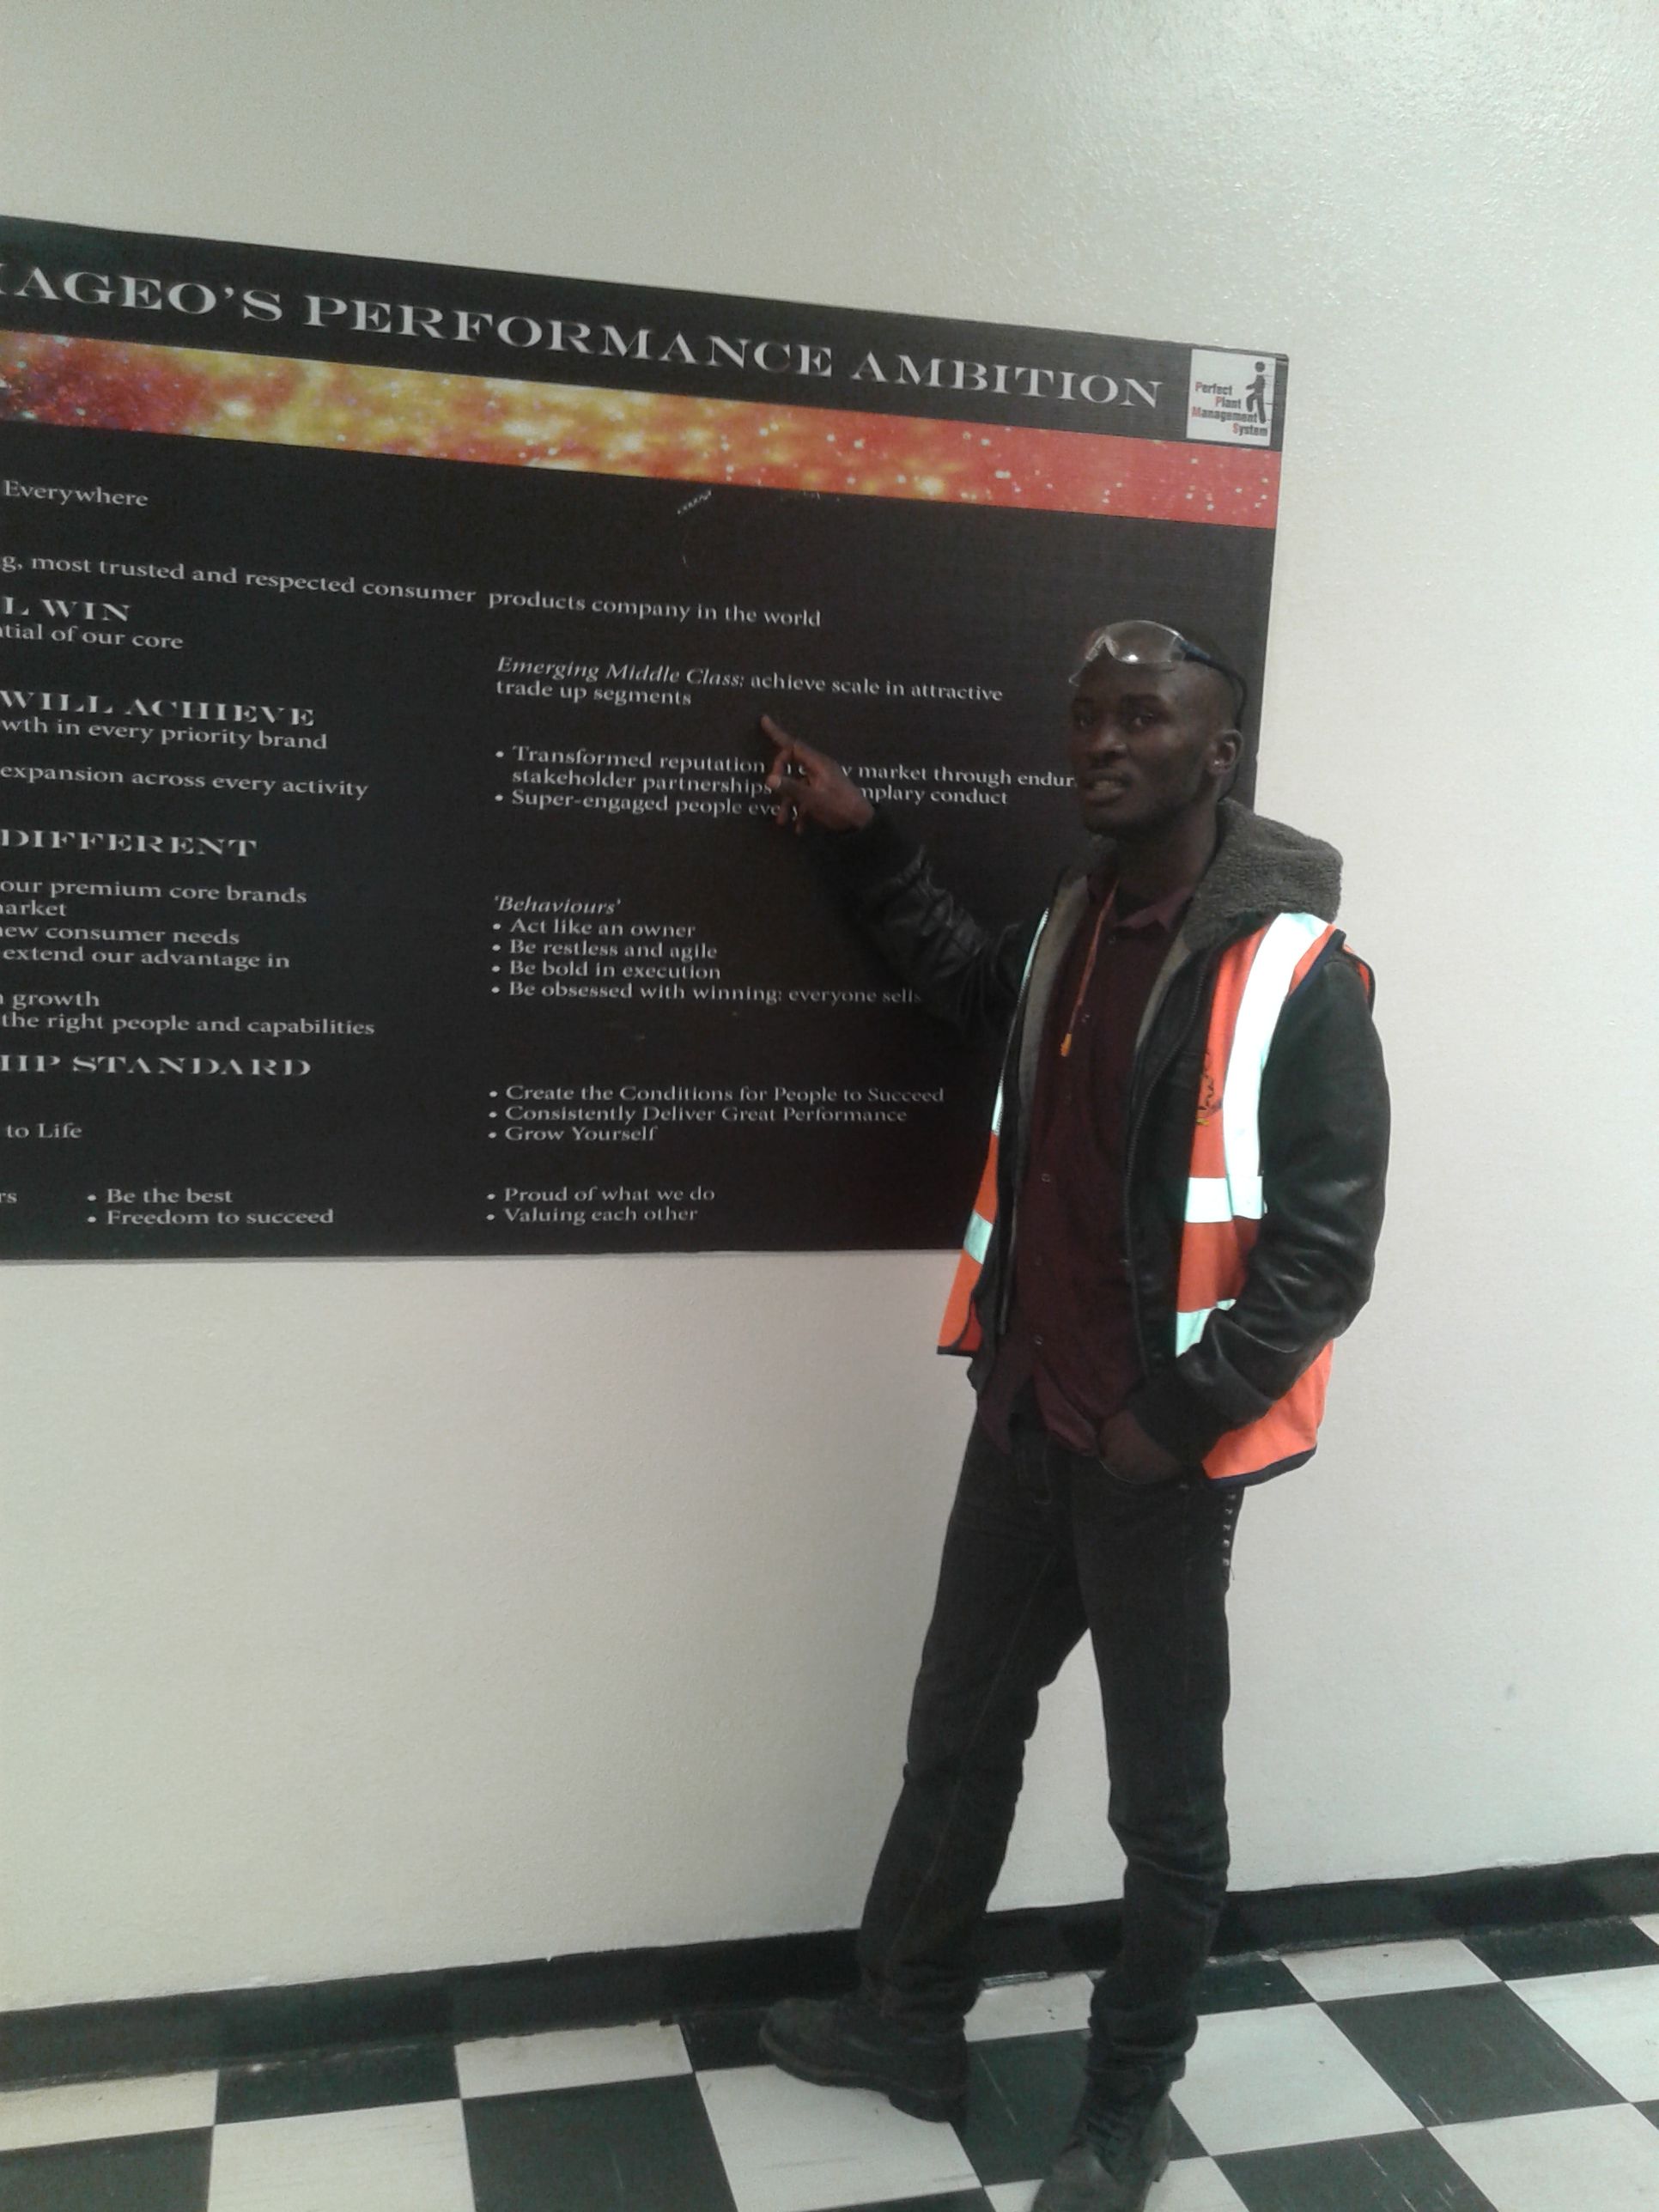 IAGEO'S PERFORMANCE AMBITION
Perfect
Plant
Management
System
Everywhere
g, most trusted and respected consumer products company in the world
L WIN
tial of our core
Emerging Middle Class: achieve scale in attractive
trade up segments
WILL ACHIEVE
wth in every priority brand
expansion across every activity
• Transformed reputation in market through endur
stakeholder partnerships mplary conduct
• Super-engaged people eve
DIFFERENT
our premium core brands
market
new consumer needs
extend our advantage in
growth
the right people and capabilities
'Behaviours'
• Act like an owner
• Be restless and agile
• Be bold in execution
• Be obsessed with winning: everyone sells
HIP STANDARD
to Life
• Create the Conditions for People to Succeed
• Consistently Deliver Great Performance
• Grow Yourself
rs
• Be the best
• Freedom to succeed
• Proud of what we do
• Valuing each other